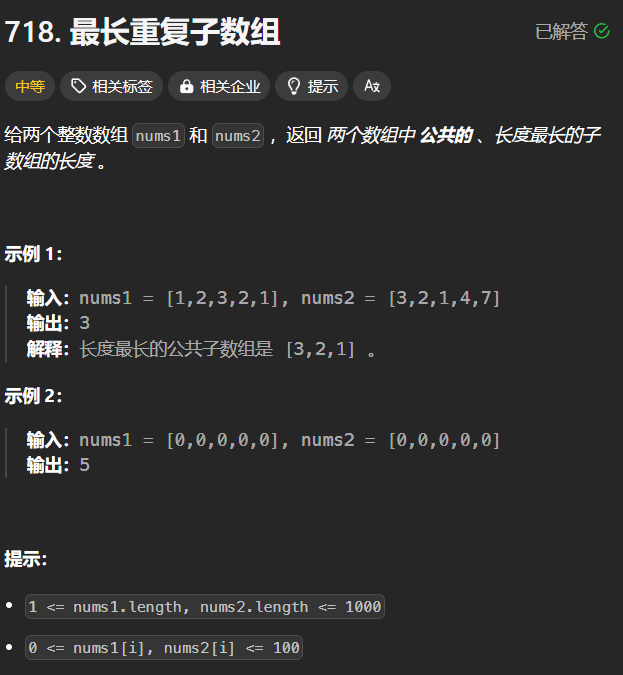 718. 最长重复子数组
已解答
中等 相关标签 相关企业 提示 Ax
给两个整数数组 nums1 和 nums2 ，返回 两个数组中 公共的 、长度最长的子
数组的长度 。
示例 1：
输入：nums1 = [1,2,3,2,1], nums2 = [3,2,1,4,7]
输出：3
解释：长度最长的公共子数组是 [3,2,1] 。
示例 2：
输入：nums1 = [0,0,0,0,0], nums2 = [0,0,0,0,0]
输出：5
提示：
1 <= nums1.length, nums2.length <= 1000
0 <= nums1[i], nums2[i] <= 100